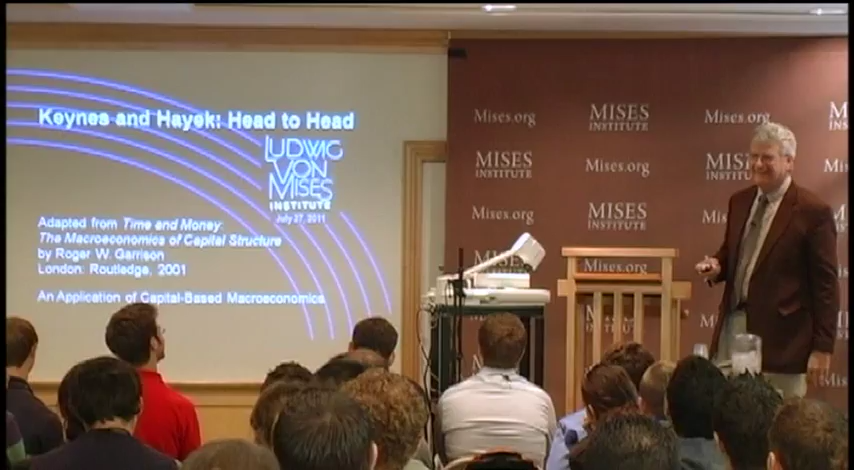 Keynes and Hayek: Head to Head
LUDWIG
VON
MISES
INSTITUTE
July 27, 2011
Adapted from Time and Money:
The Macroeconomics of Capital Structure
by Roger W. Garrison
London: Routledge, 2001
An Application of Capital-Based Macroeconomics
Mises.org
MISES
INSTITUTE
Mises.org
MISES
INSTITUTE
Mises.org
MISES
INSTITUTE
Mises.org
MISES
INSTITUTE
Mises.org